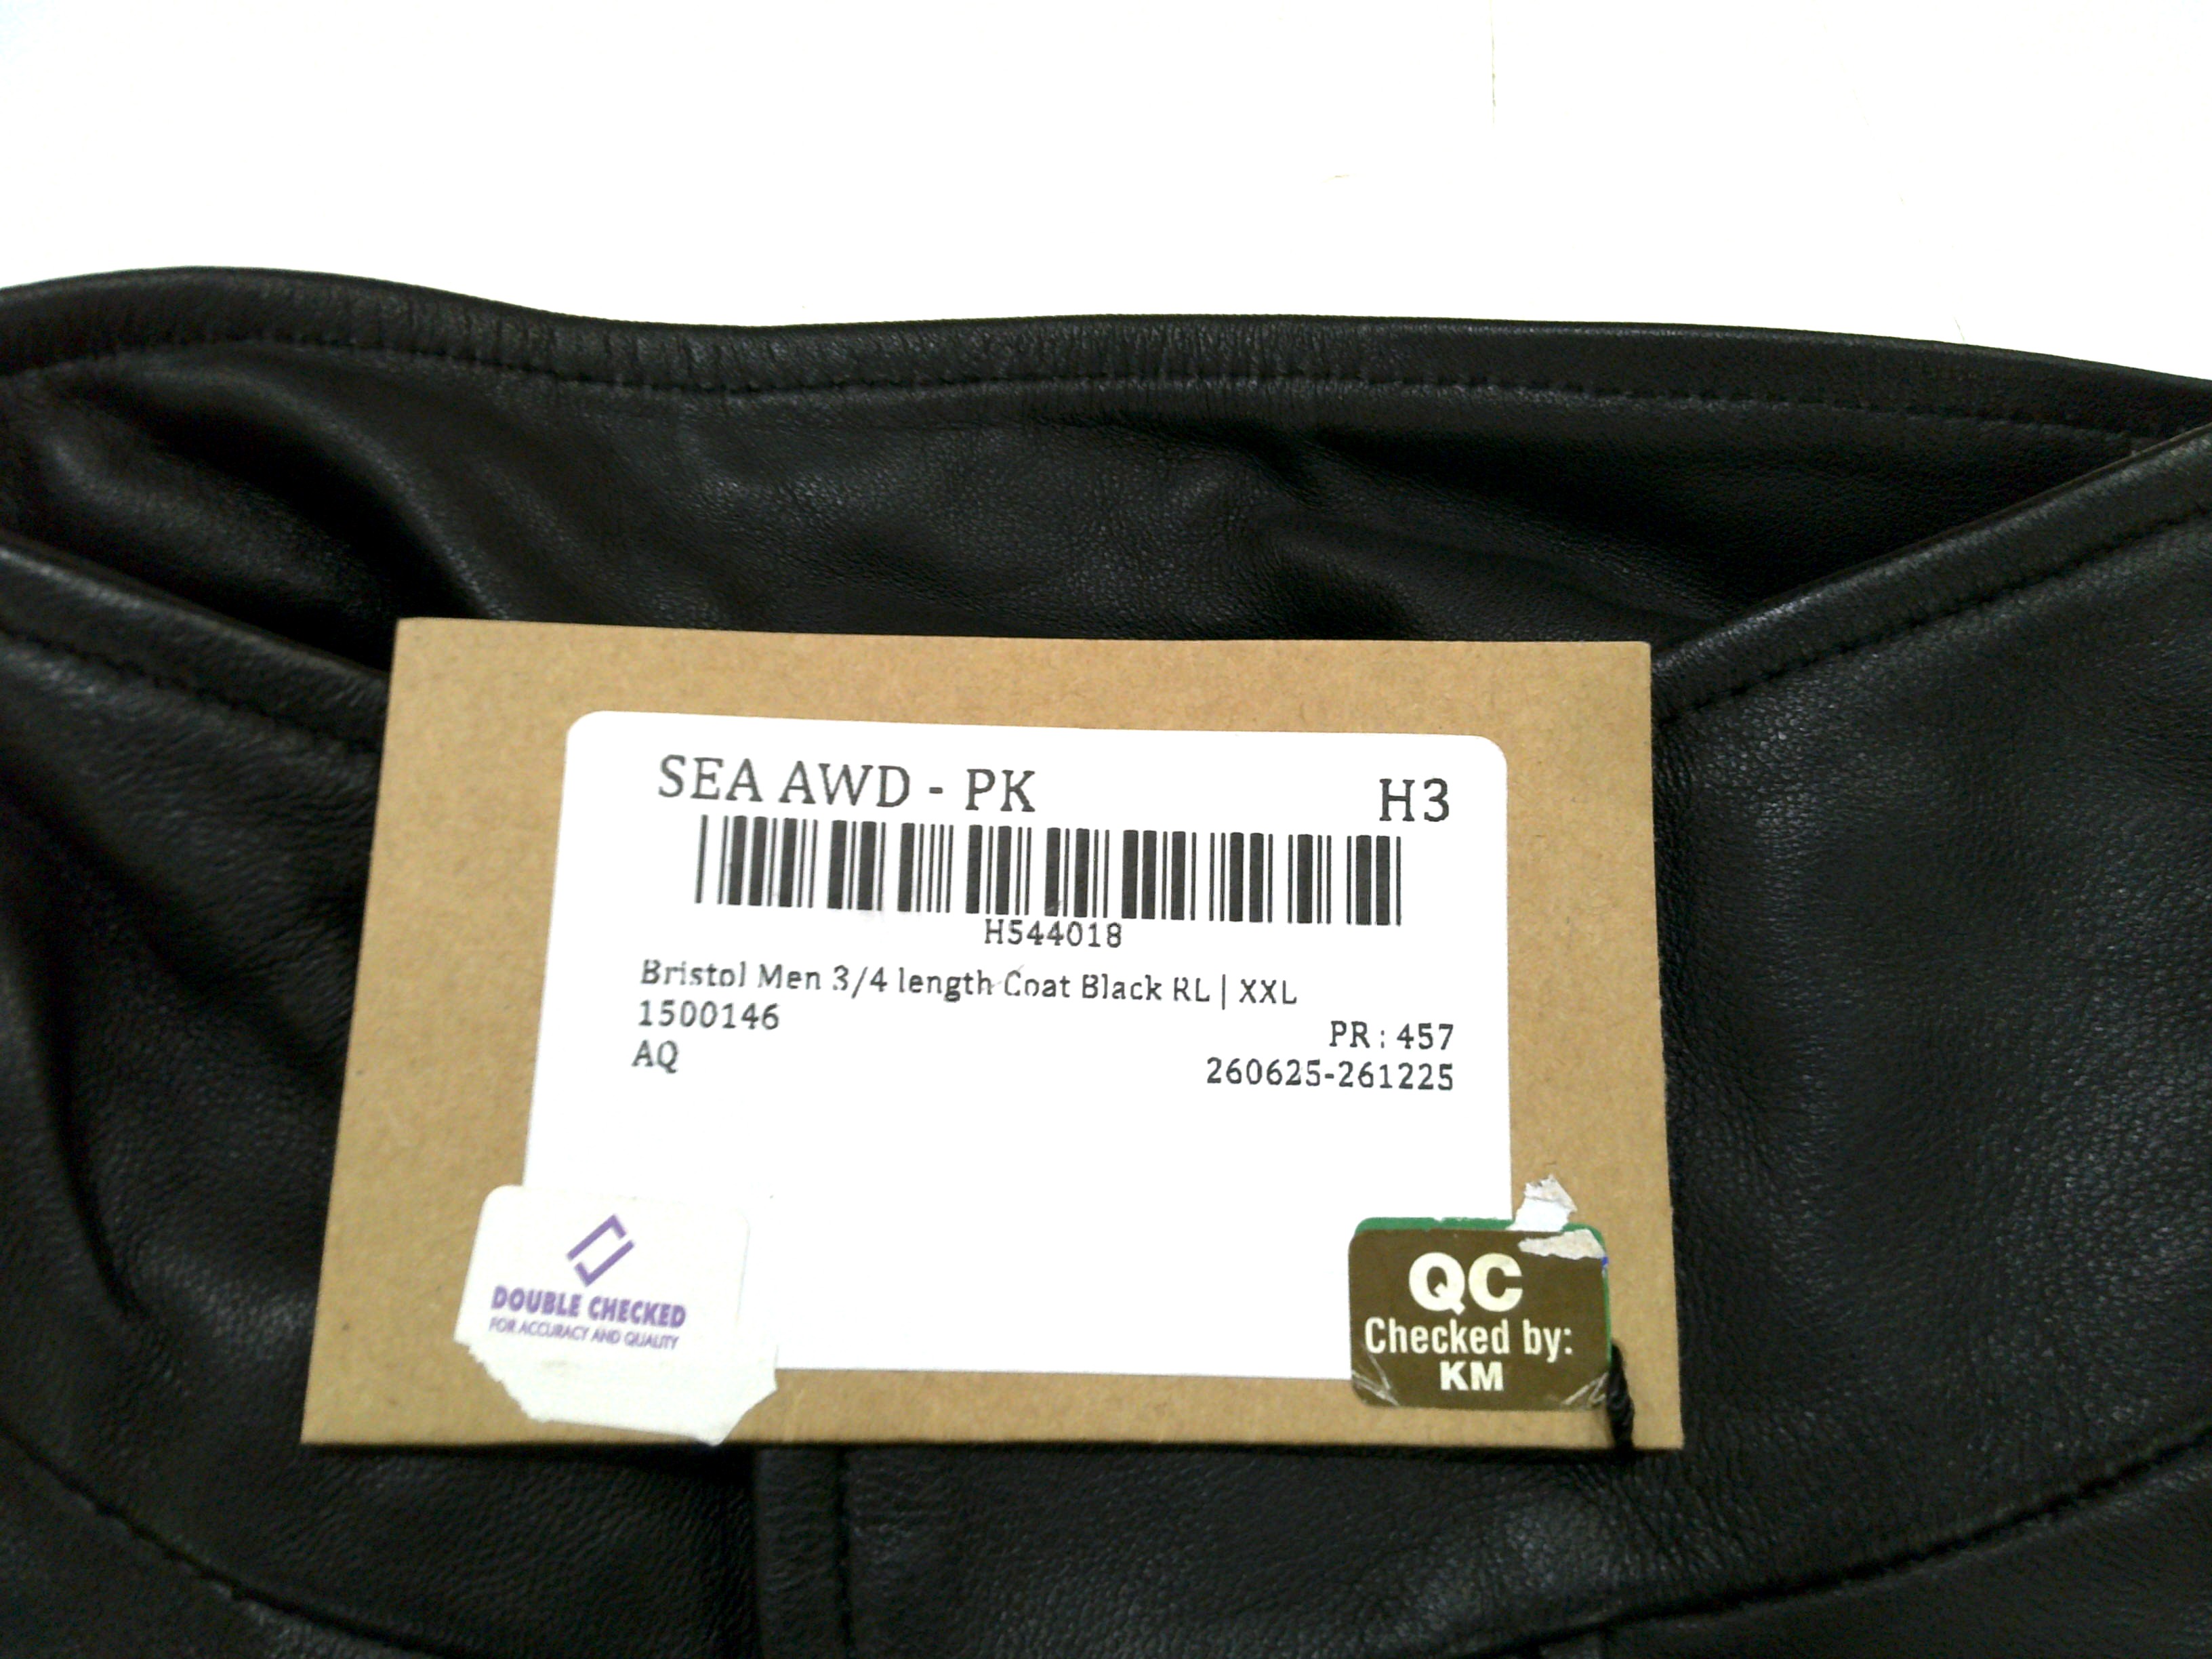 SEA AWD - PK H3
H544018
Bristol Men 3/4 length Coat Black RL | XXL
1500146
PR : 457
AQ
260625-261225
DOUBLE CHECKED
FOR ACCURACY AND QUALITY
QC
Checked by:
KM